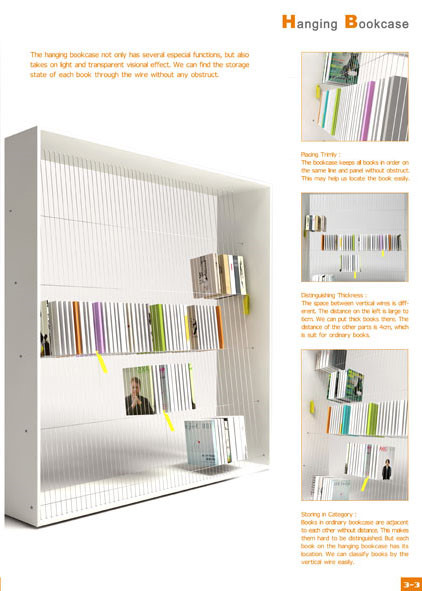 Hanging Bookcase
The hanging bookcase not only has several especial functions, but also
takes on light and transparent visional effect. We can find the storage
state of each book through the wire without any obstruct.
Placing Trimly :
The bookcase keeps all books in order on
the same line and panel without obstruct.
This may help us locate the book easily.
Distinguishing Thickness :
The space between vertical wires is diff-
erent. The distance on the left is large to
6cm. We can put thick books there. The
distance of the other parts is 4cm, which
is suit for ordinary books.
Storing in Category :
Books in ordinary bookcase are adjacent
to each other without distance. This makes
them hard to be distinguished. But each
book on the hanging bookcase has its
location. We can classify books by the
vertical wire easily.
3-3